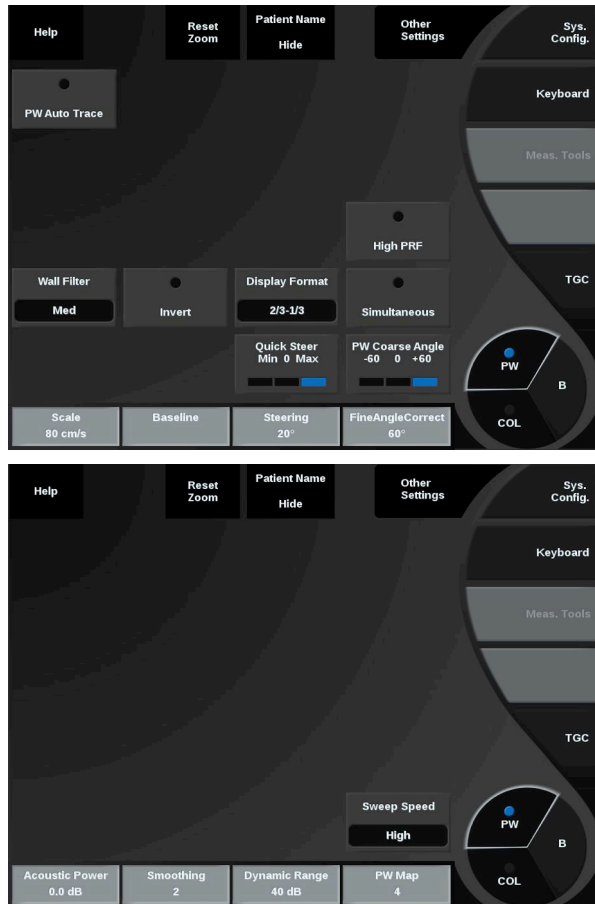 Help
Reset
Zoom
Patient Name
Hide
Other
Settings
Sys.
Config.
PW Auto Trace
Keyboard
Meas. Tools
High PRF
Wall Filter
Med
Invert
Display Format
2/3-1/3
Simultaneous
TGC
Quick Steer
Min 0 Max
PW Coarse Angle
-60 0 +60
PW
B
COL
Scale
80 cm/s
Baseline
Steering
20°
FineAngleCorrect
60°
Help
Reset
Zoom
Patient Name
Hide
Other
Settings
Sys.
Config.
Keyboard
Meas. Tools
TGC
Sweep Speed
High
PW
B
COL
Acoustic Power
0.0 dB
Smoothing
2
Dynamic Range
40 dB
PW Map
4